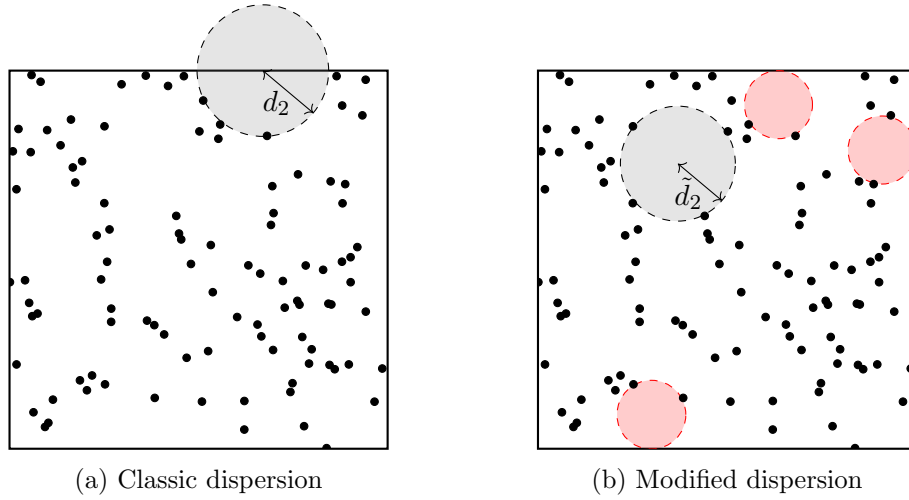 d₂
d̃₂
(a) Classic dispersion
(b) Modified dispersion